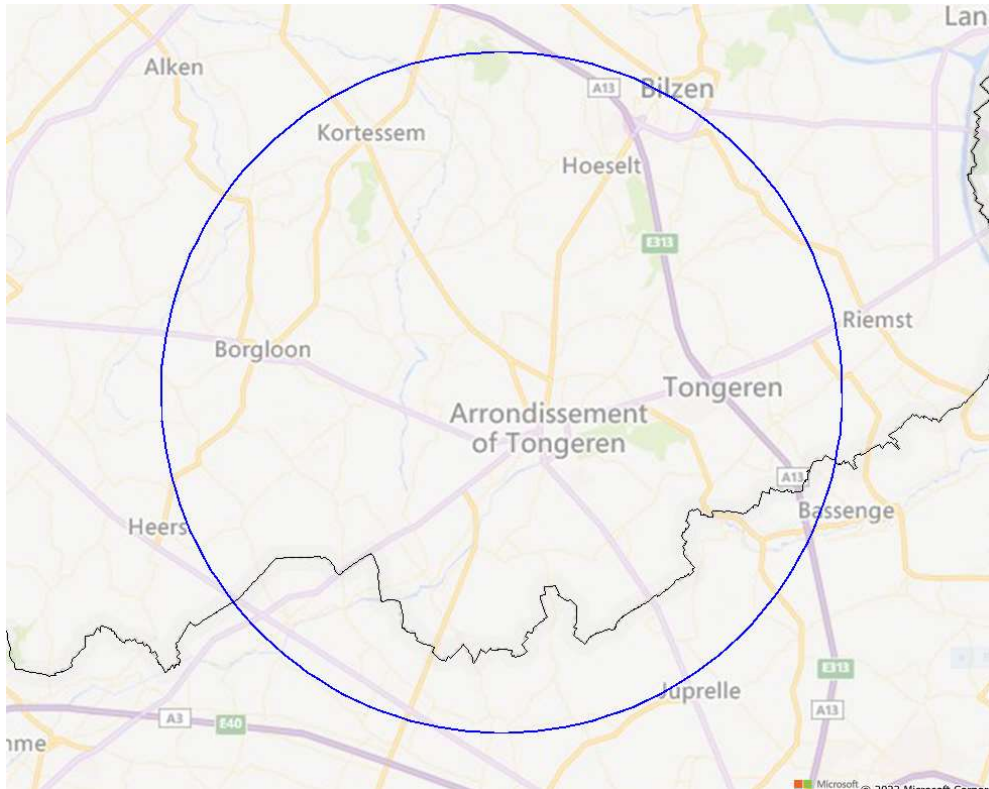 Lan
Alken
A13
Bilzen
Kortessem
Hoeselt
E313
Riemst
Borgloon
Tongeren
Arrondissement
of Tongeren
A13
Heers
Bassenge
E313
Juprelle
A3
E40
A13
mme
Microsoft